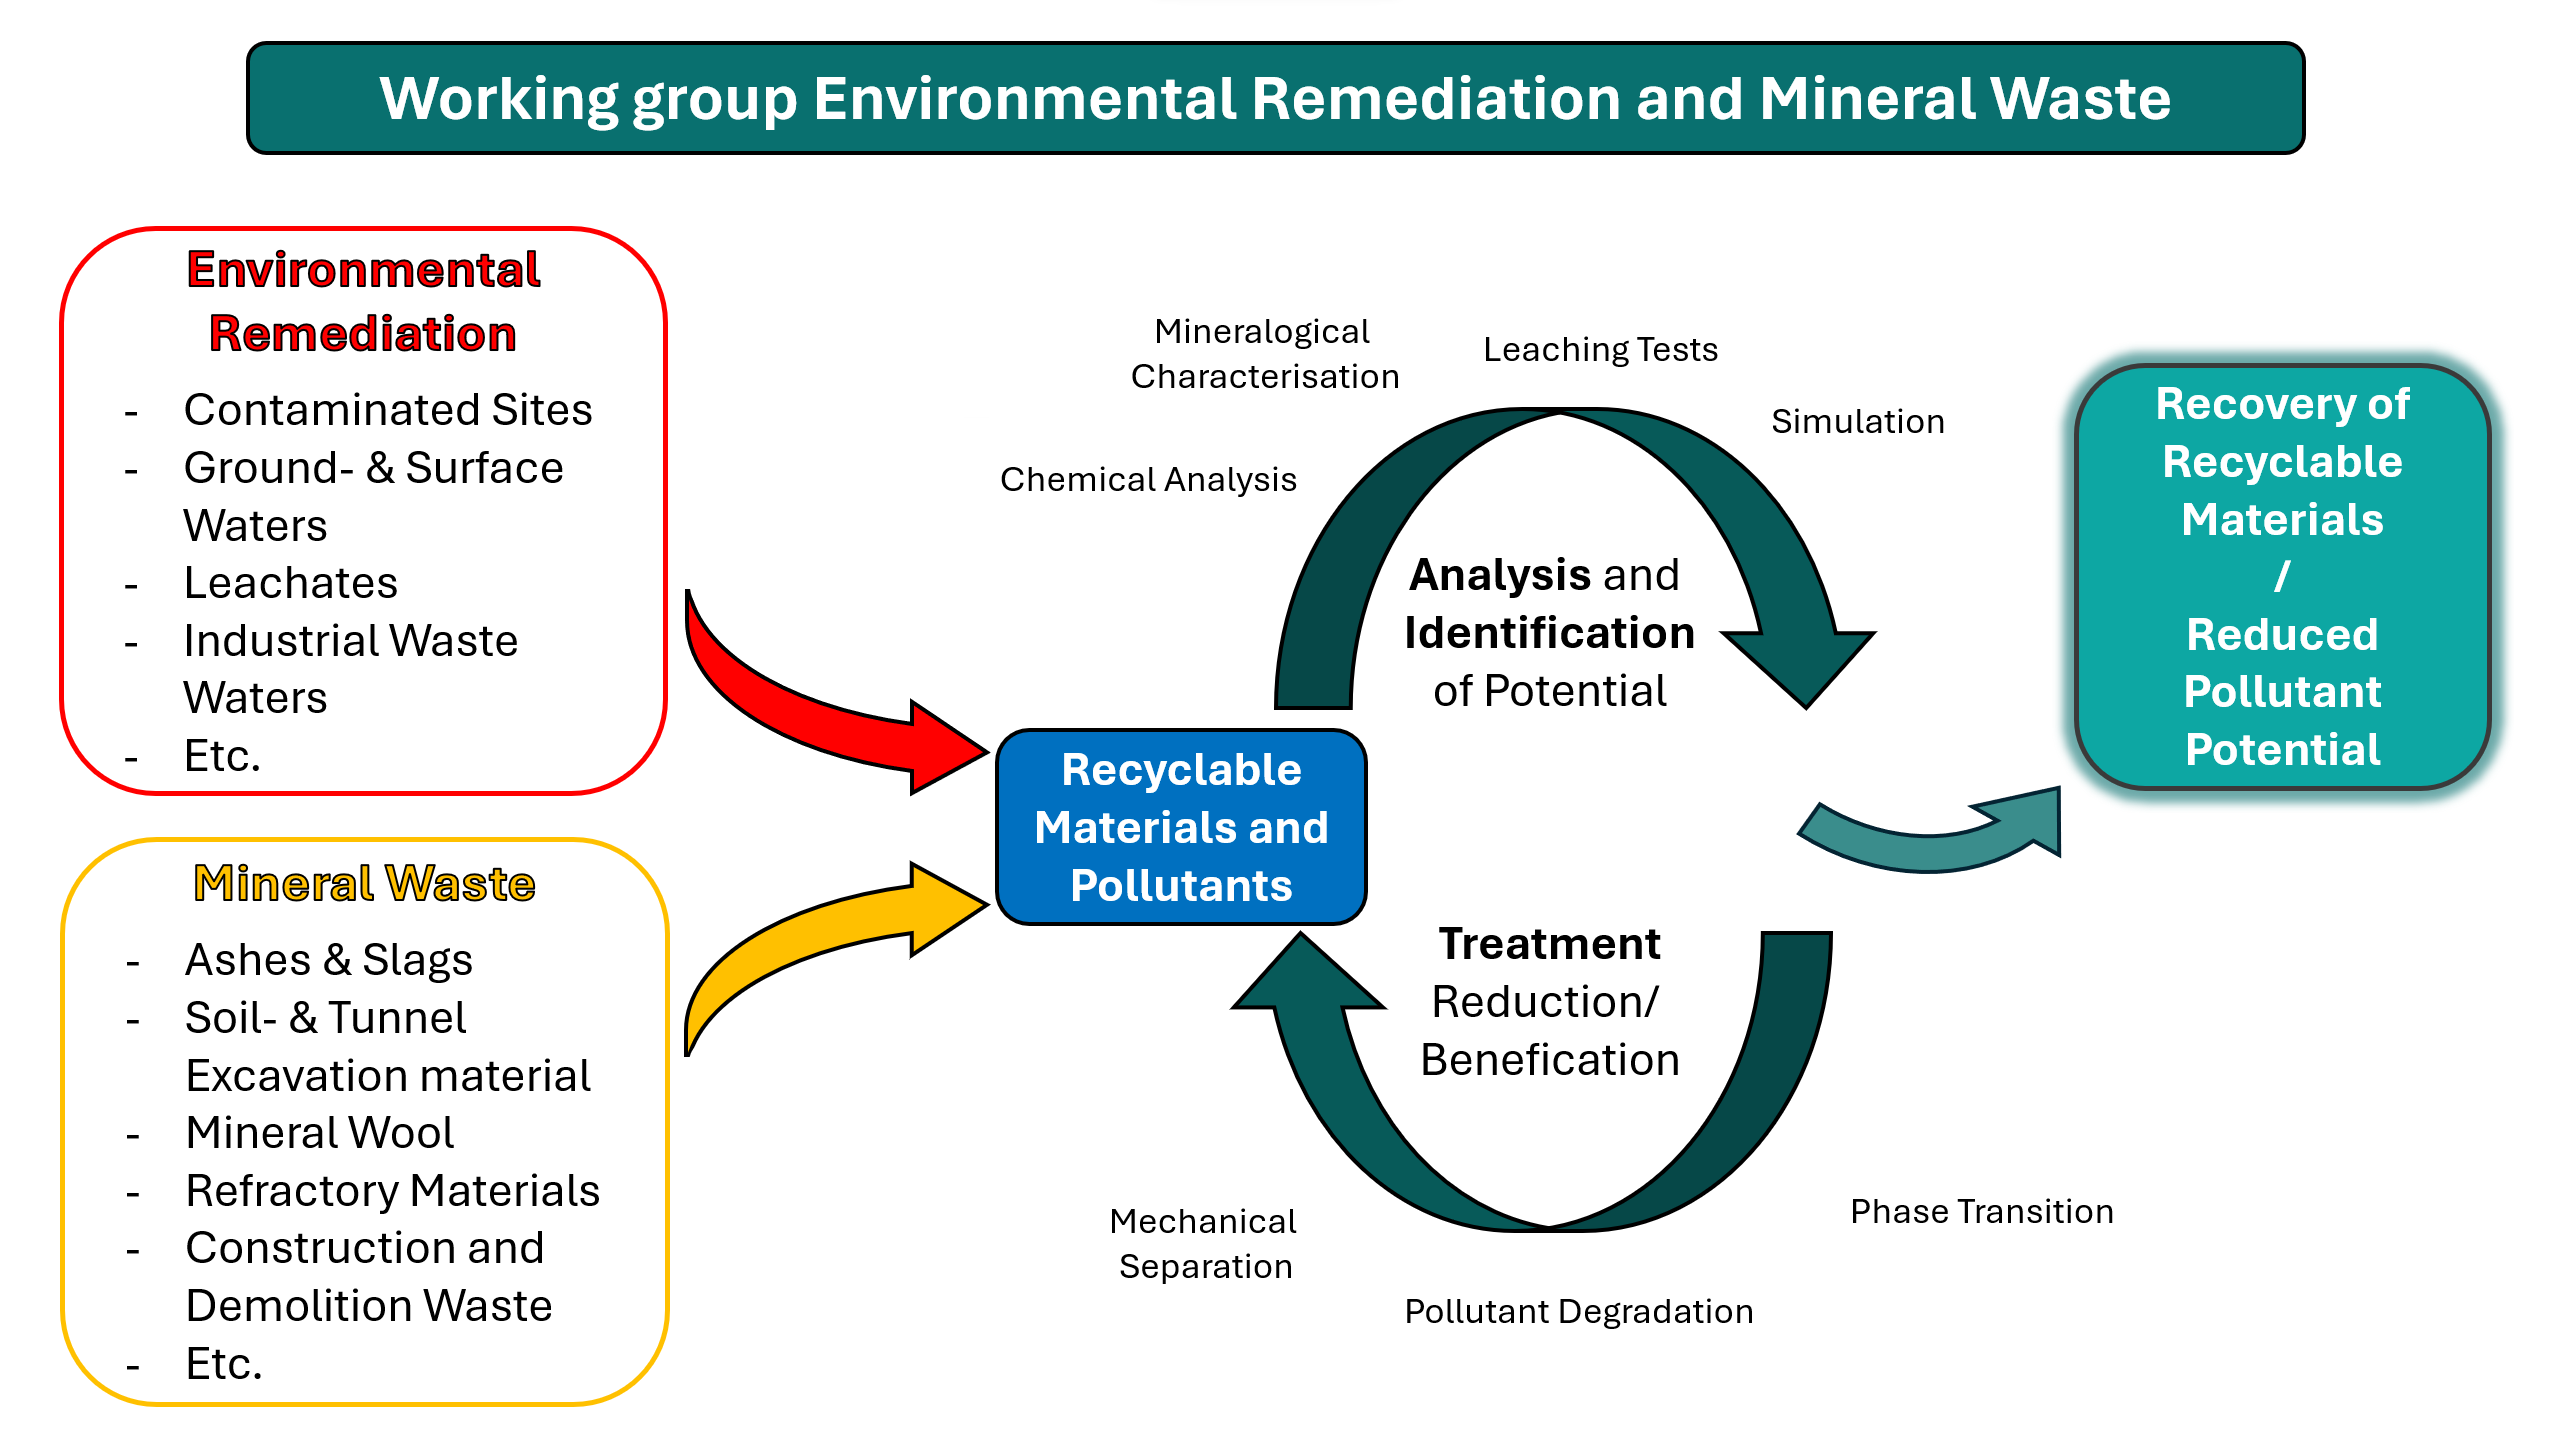 Working group Environmental Remediation and Mineral Waste
Environmental
Remediation
- Contaminated Sites
- Ground- & Surface
Waters
- Leachates
- Industrial Waste
Waters
- Etc.
Mineral Waste
- Ashes & Slags
- Soil- & Tunnel
Excavation material
- Mineral Wool
- Refractory Materials
- Construction and
Demolition Waste
- Etc.
Recyclable
Materials and
Pollutants
Chemical Analysis
Mineralogical
Characterisation
Leaching Tests
Simulation
Analysis and
Identification
of Potential
Treatment
Reduction/
Benefication
Mechanical
Separation
Pollutant Degradation
Phase Transition
Recovery of
Recyclable
Materials
/
Reduced
Pollutant
Potential